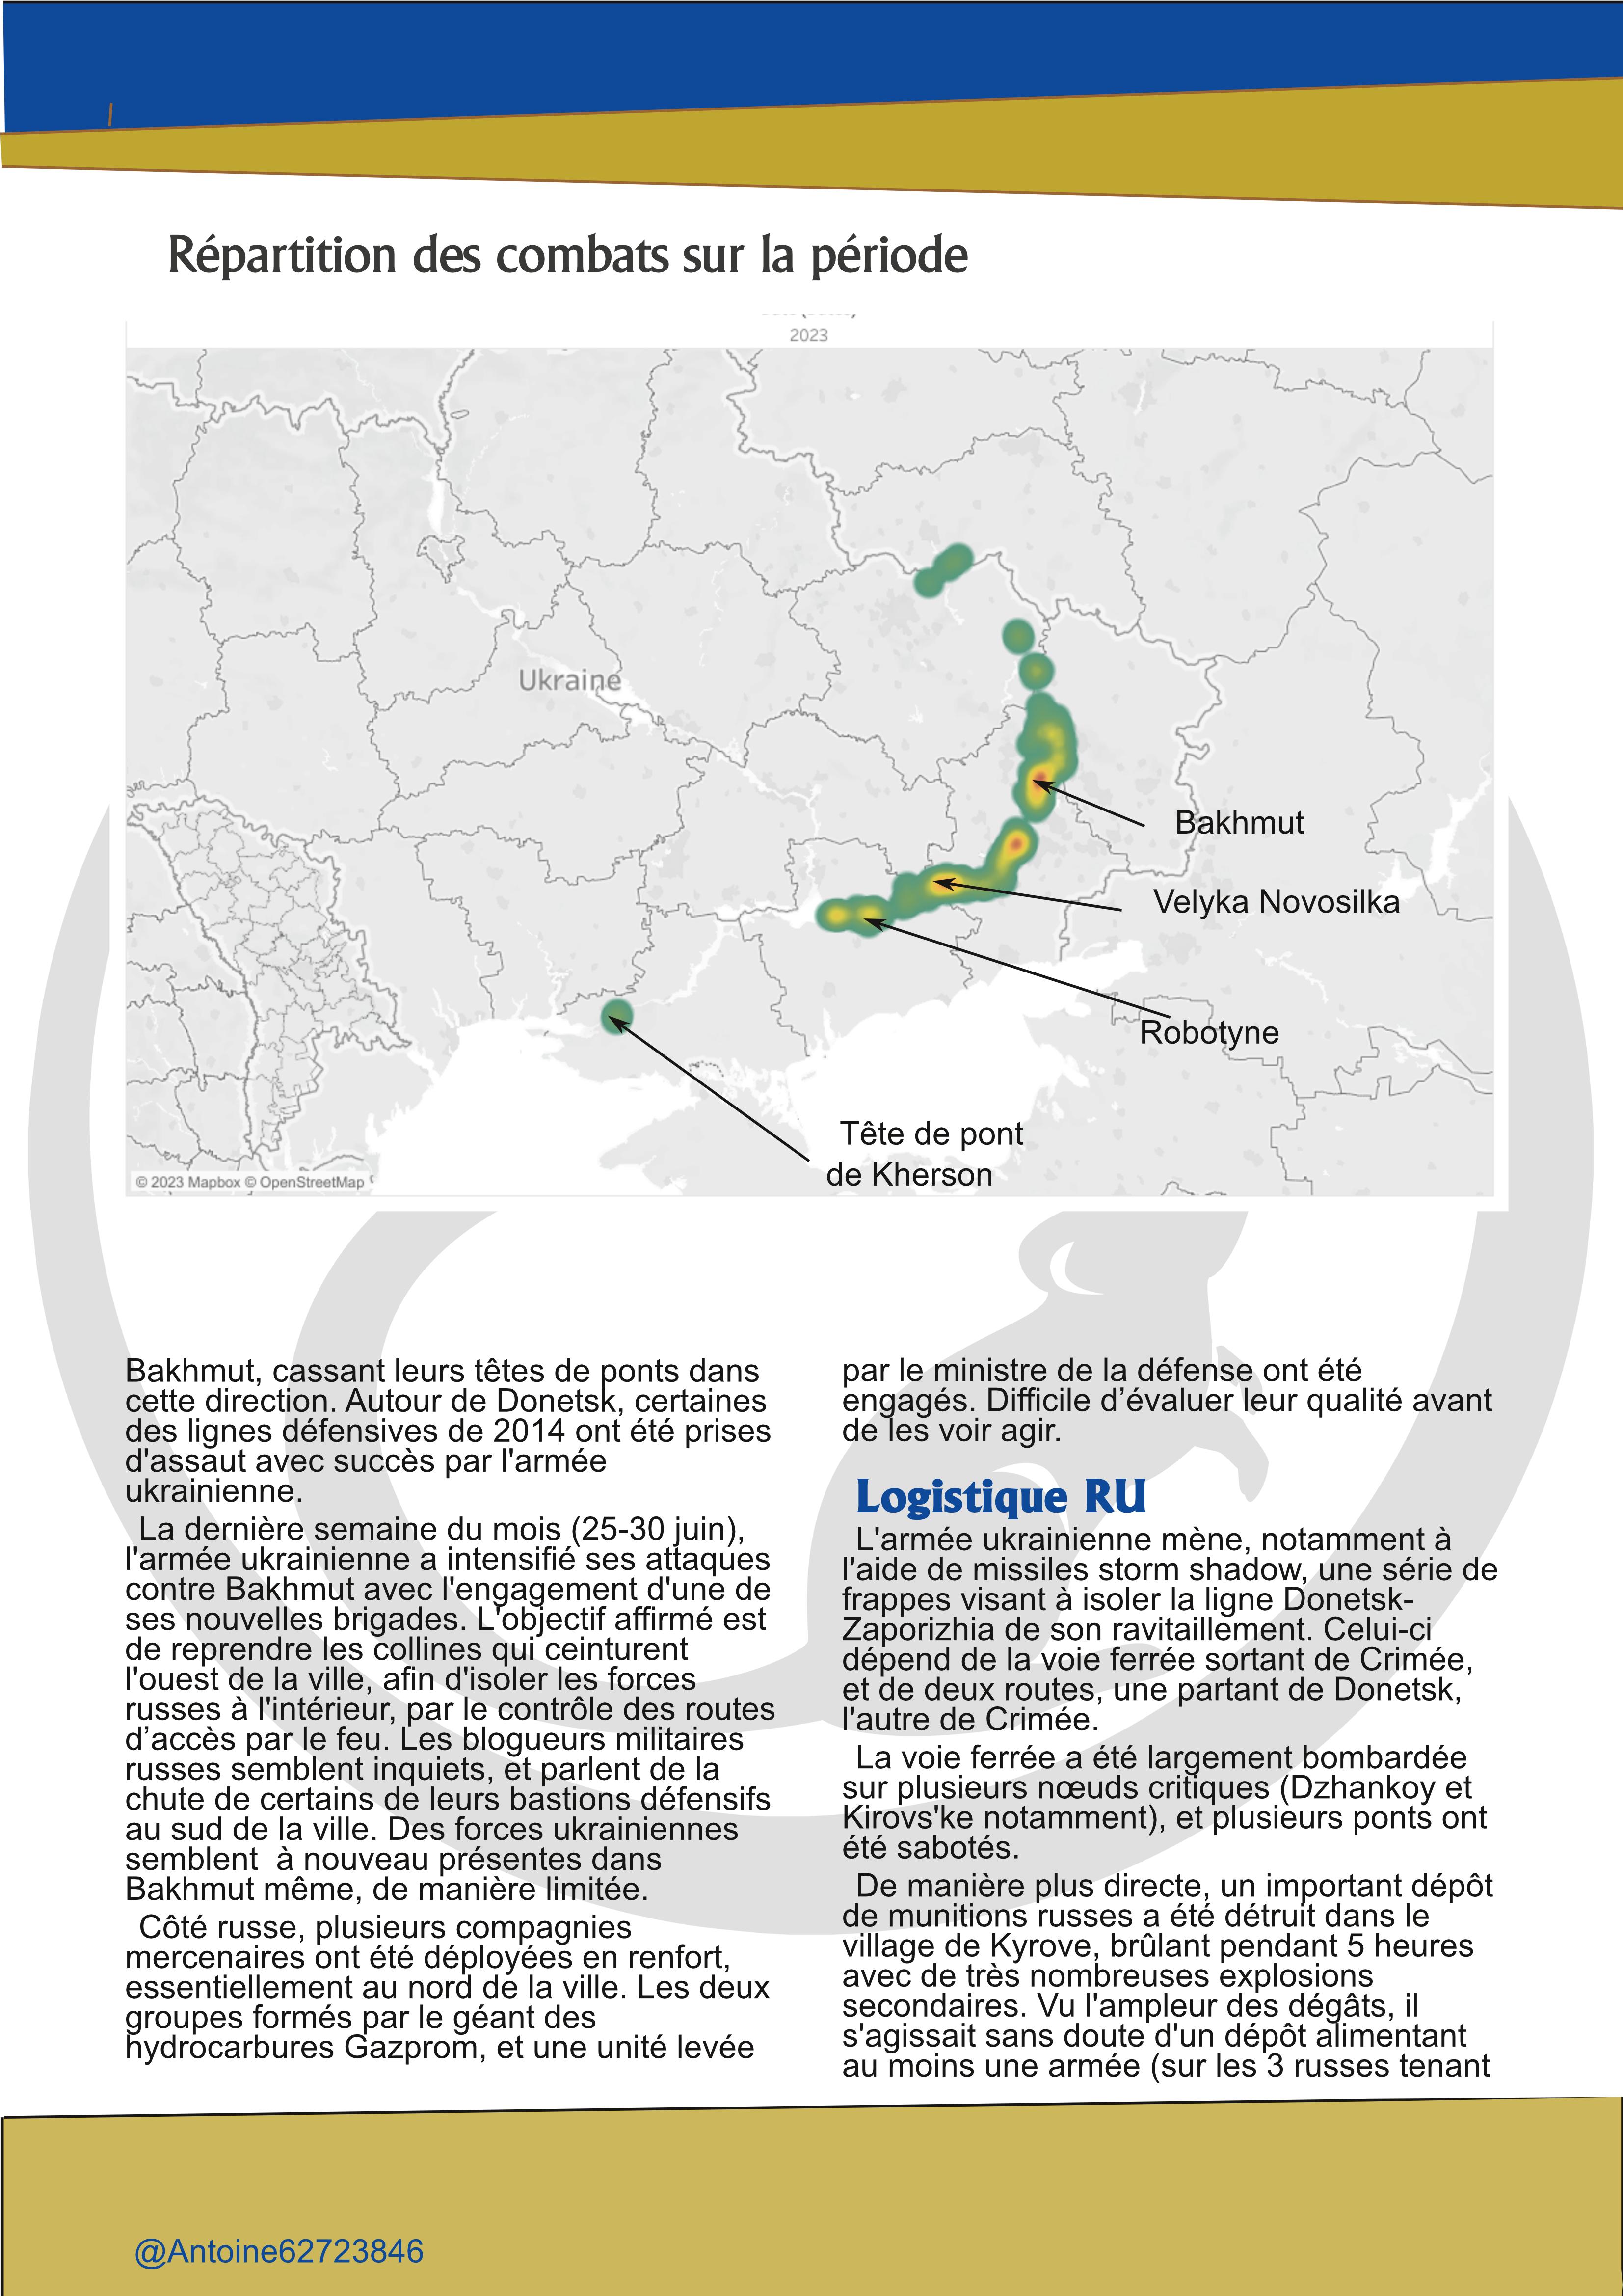 Répartition des combats sur la période
2023
Ukraine
Bakhmut
Velyka Novosilka
Robotyne
Tête de pont
de Kherson
© 2023 Mapbox © OpenStreetMap
Bakhmut, cassant leurs têtes de ponts dans
cette direction. Autour de Donetsk, certaines
des lignes défensives de 2014 ont été prises
d'assaut avec succès par l'armée
ukrainienne.
La dernière semaine du mois (25-30 juin),
l'armée ukrainienne a intensifié ses attaques
contre Bakhmut avec l'engagement d'une de
ses nouvelles brigades. L'objectif affirmé est
de reprendre les collines qui ceinturent
l'ouest de la ville, afin d'isoler les forces
russes à l'intérieur, par le contrôle des routes
d’accès par le feu. Les blogueurs militaires
russes semblent inquiets, et parlent de la
chute de certains de leurs bastions défensifs
au sud de la ville. Des forces ukrainiennes
semblent  à nouveau présentes dans
Bakhmut même, de manière limitée.
Côté russe, plusieurs compagnies
mercenaires ont été déployées en renfort,
essentiellement au nord de la ville. Les deux
groupes formés par le géant des
hydrocarbures Gazprom, et une unité levée
par le ministre de la défense ont été
engagés. Difficile d’évaluer leur qualité avant
de les voir agir.
Logistique RU
L'armée ukrainienne mène, notamment à
l'aide de missiles storm shadow, une série de
frappes visant à isoler la ligne Donetsk-
Zaporizhia de son ravitaillement. Celui-ci
dépend de la voie ferrée sortant de Crimée,
et de deux routes, une partant de Donetsk,
l'autre de Crimée.
La voie ferrée a été largement bombardée
sur plusieurs nœuds critiques (Dzhankoy et
Kirovs'ke notamment), et plusieurs ponts ont
été sabotés.
De manière plus directe, un important dépôt
de munitions russes a été détruit dans le
village de Kyrove, brûlant pendant 5 heures
avec de très nombreuses explosions
secondaires. Vu l'ampleur des dégâts, il
s'agissait sans doute d'un dépôt alimentant
au moins une armée (sur les 3 russes tenant
@Antoine62723846